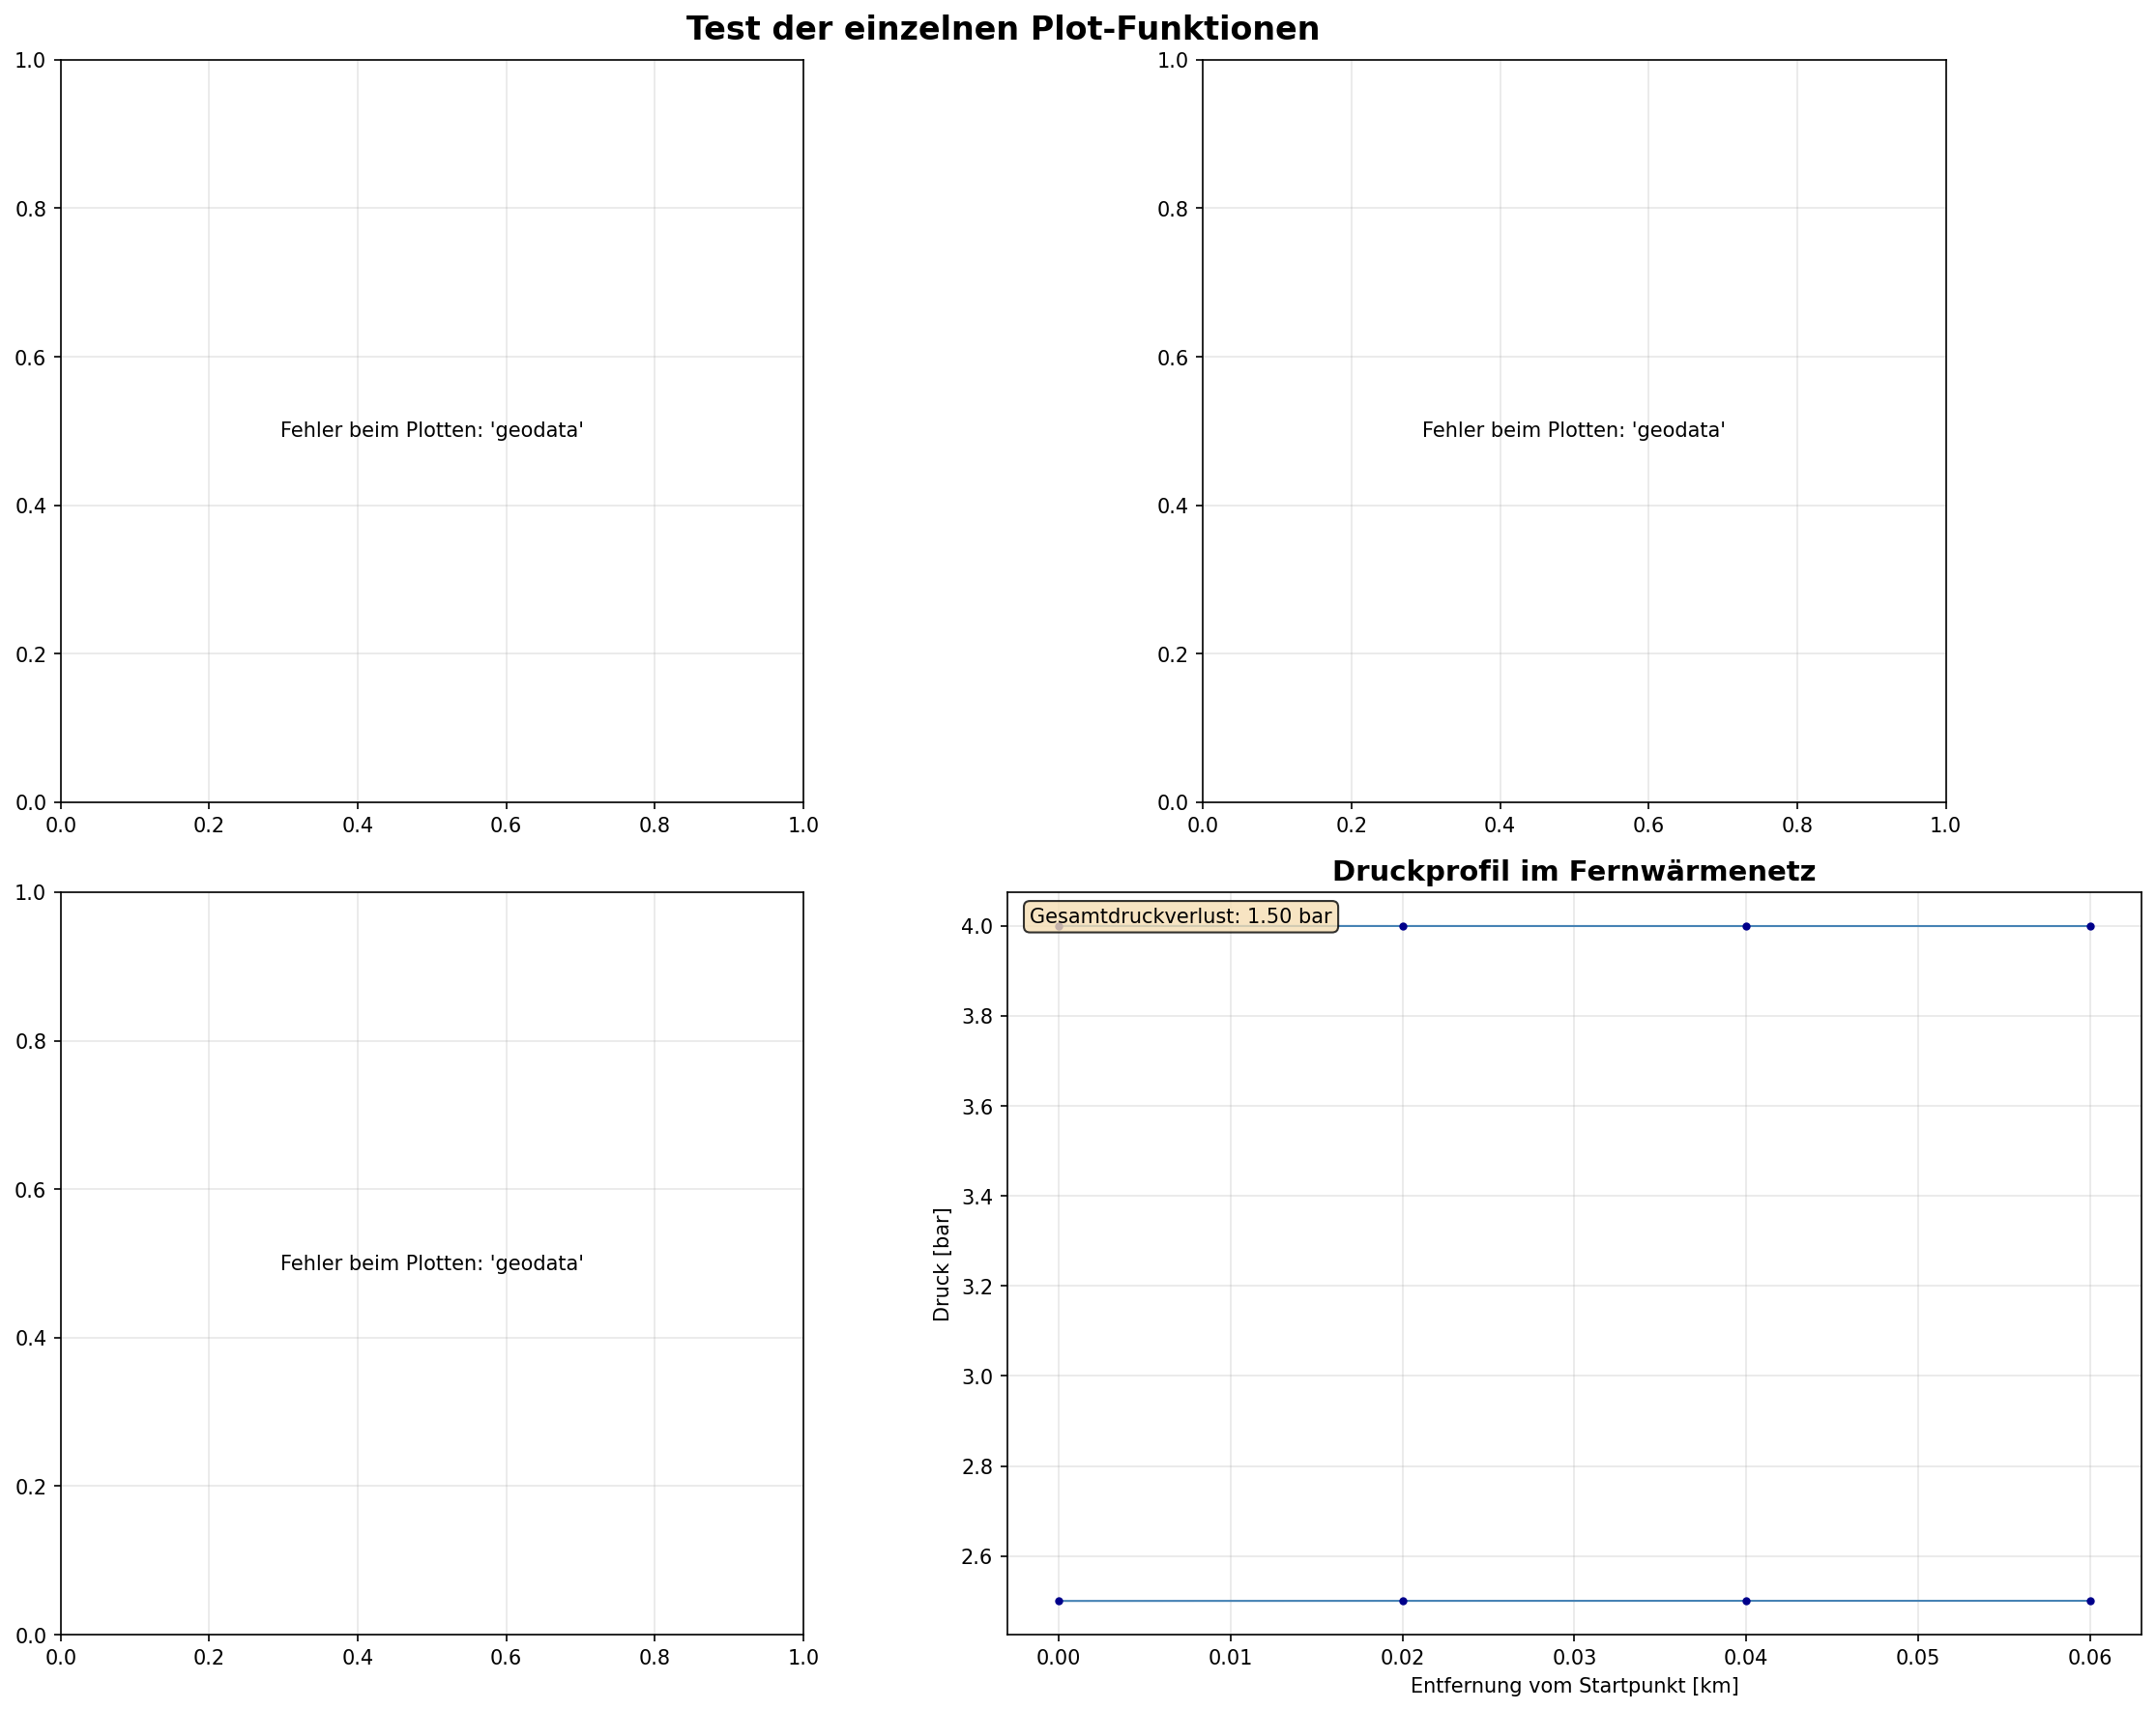 Test der einzelnen Plot-Funktionen
1.0
0.8
0.6
0.4
0.2
0.0
Fehler beim Plotten: 'geodata'
0.0 0.2 0.4 0.6 0.8 1.0
1.0
0.8
0.6
0.4
0.2
0.0
Fehler beim Plotten: 'geodata'
0.0 0.2 0.4 0.6 0.8 1.0
1.0
0.8
0.6
0.4
0.2
0.0
Fehler beim Plotten: 'geodata'
0.0 0.2 0.4 0.6 0.8 1.0
Druckprofil im Fernwärmenetz
Gesamtdruckverlust: 1.50 bar
Druck [bar]
4.0
3.8
3.6
3.4
3.2
3.0
2.8
2.6
0.00 0.01 0.02 0.03 0.04 0.05 0.06
Entfernung vom Startpunkt [km]